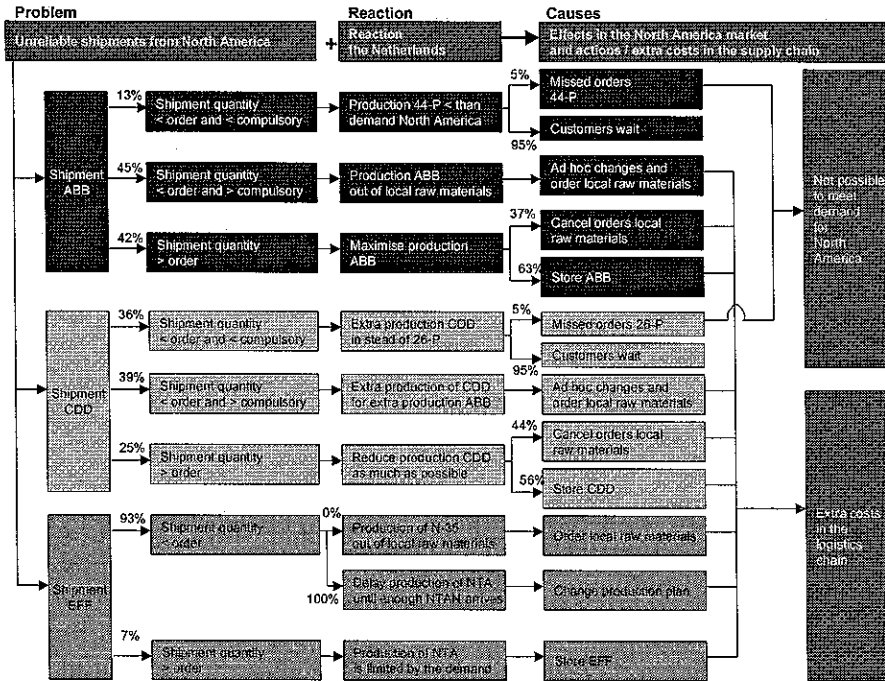 Problem
Reaction
Causes
Unreliable shipments from North America
+
Reaction
the Netherlands
Effects in the North America market
and actions / extra costs in the supply chain
Shipment
ABB
13%
Shipment quantity
< order and < compulsory
Production 44-P < than
demand North America
5%
Missed orders
44-P
Customers wait
95%
45%
Shipment quantity
< order and > compulsory
Production ABB
out of local raw materials
Ad hoc changes and
order local raw materials
42%
Shipment quantity
> order
Maximise production
ABB
37%
Cancel orders local
raw materials
63%
Store ABB
Not possible
to meet
demand
for
North
America
Shipment
CDD
36%
Shipment quantity
< order and < compulsory
Extra production CDD
in stead of 26-P
5%
Missed orders 26-P
Customers wait
95%
39%
Shipment quantity
< order and > compulsory
Extra production of CDD
for extra production ABB
Ad hoc changes and
order local raw materials
25%
Shipment quantity
> order
Reduce production CDD
as much as possible
44%
Cancel orders local
raw materials
56%
Store CDD
Shipment
EFF
93%
Shipment quantity
< order
0%
Production of N-35
out of local raw materials
Order local raw materials
100%
Delay production of NTA
until enough NTAN arrives
Change production plan
7%
Shipment quantity
> order
Production of NTA
is limited by the demand
Store EFF
Extra costs
in the
logistics
chain